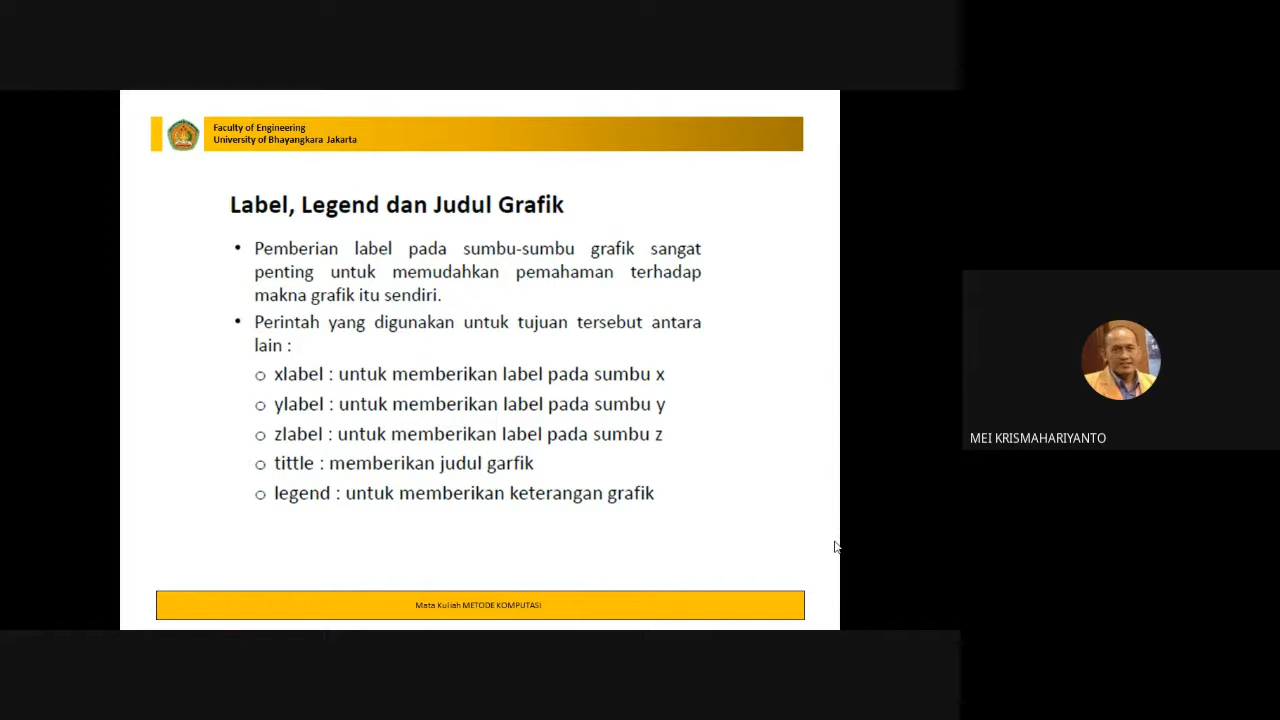 Faculty of Engineering
University of Bhayangkara Jakarta
Label, Legend dan Judul Grafik
• Pemberian label pada sumbu-sumbu grafik sangat
penting untuk memudahkan pemahaman terhadap
makna grafik itu sendiri.
• Perintah yang digunakan untuk tujuan tersebut antara
lain :
o xlabel : untuk memberikan label pada sumbu x
o ylabel : untuk memberikan label pada sumbu y
o zlabel : untuk memberikan label pada sumbu z
o tittle : memberikan judul garfik
o legend : untuk memberikan keterangan grafik
Mata Kuliah METODE KOMPUTASI
MEI KRISMAHARIYANTO